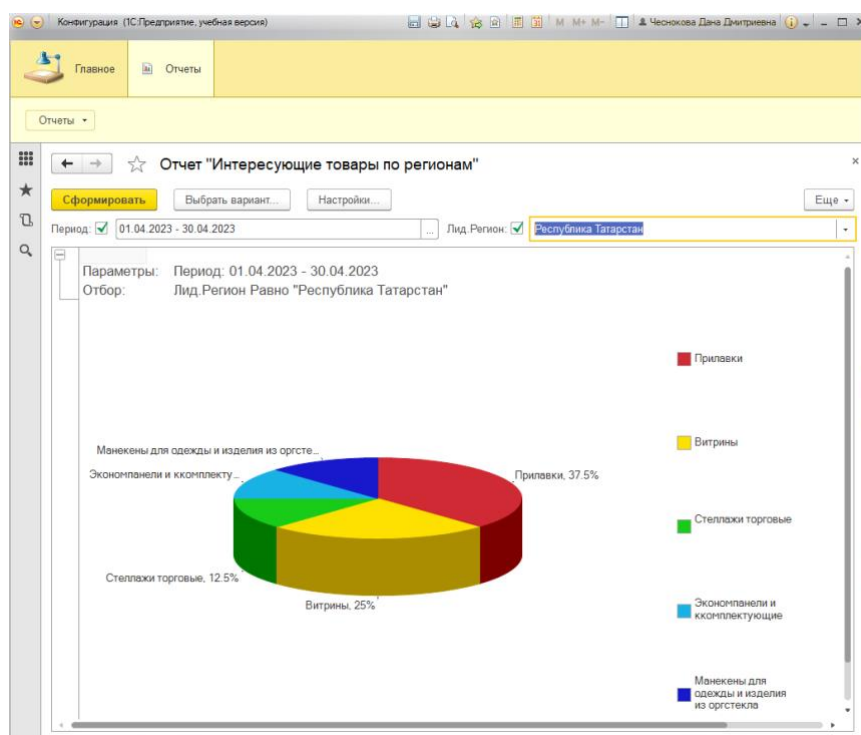 Конфигурация (1С:Предприятие, учебная версия)
M M+ M-
Чеснокова Дана Дмитриевна
Главное
Отчеты
Отчеты
Отчет "Интересующие товары по регионам"
Сформировать
Выбрать вариант...
Настройки...
Еще
Период:
01.04.2023 - 30.04.2023
...
Лид.Регион:
Республика Татарстан
Параметры: Период: 01.04.2023 - 30.04.2023
Отбор: Лид.Регион Равно "Республика Татарстан"
Прилавки
Витрины
Манекены для одежды и изделия из оргсте...
Экономпанели и ккомплекту...
Прилавки, 37.5%
Стеллажи торговые
Стеллажи торговые, 12.5%
Витрины, 25%
Экономпанели и
ккомплектующие
Манекены для
одежды и изделия
из оргстекла